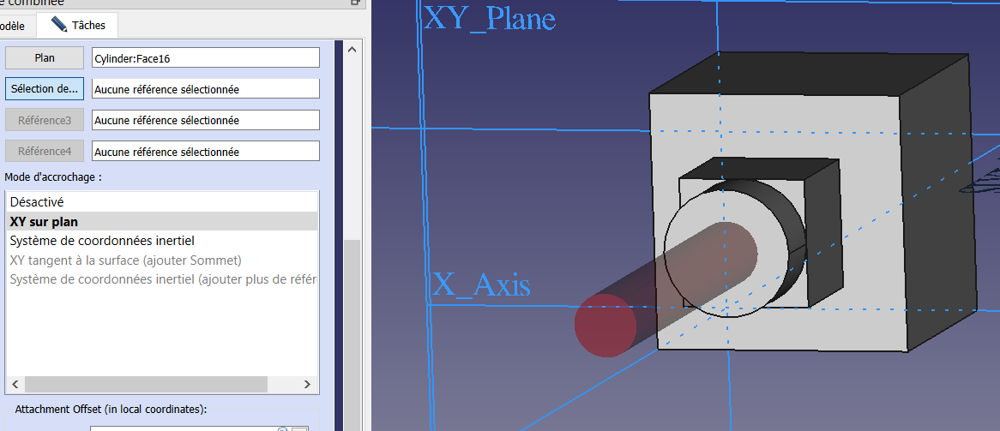 e combinée
odèle
Tâches
Plan
Cylinder:Face16
Sélection de...
Aucune référence sélectionnée
Référence3
Aucune référence sélectionnée
Référence4
Aucune référence sélectionnée
Mode d'accrochage :
Désactivé
XY sur plan
Système de coordonnées inertiel
XY tangent à la surface (ajouter Sommet)
Système de coordonnées inertiel (ajouter plus de référ
Attachment Offset (in local coordinates):
XY_Plane
X_Axis